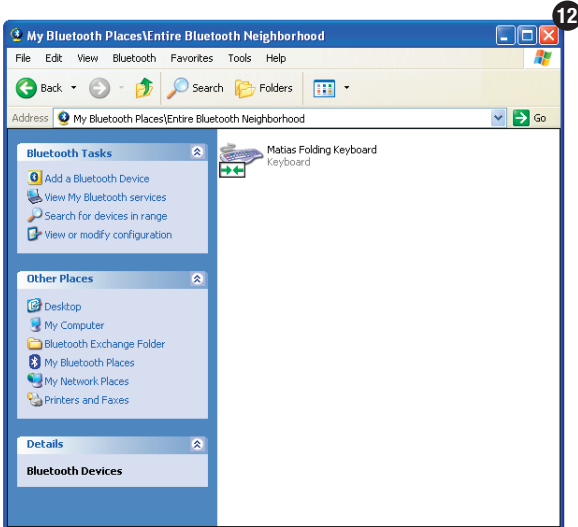 12
My Bluetooth Places\Entire Bluetooth Neighborhood
File Edit View Bluetooth Favorites Tools Help
Back Search Folders
Address My Bluetooth Places\Entire Bluetooth Neighborhood Go
Bluetooth Tasks
Add a Bluetooth Device
View My Bluetooth services
Search for devices in range
View or modify configuration
Other Places
Desktop
My Computer
Bluetooth Exchange Folder
My Bluetooth Places
My Network Places
Printers and Faxes
Details
Bluetooth Devices
Matias Folding Keyboard
Keyboard